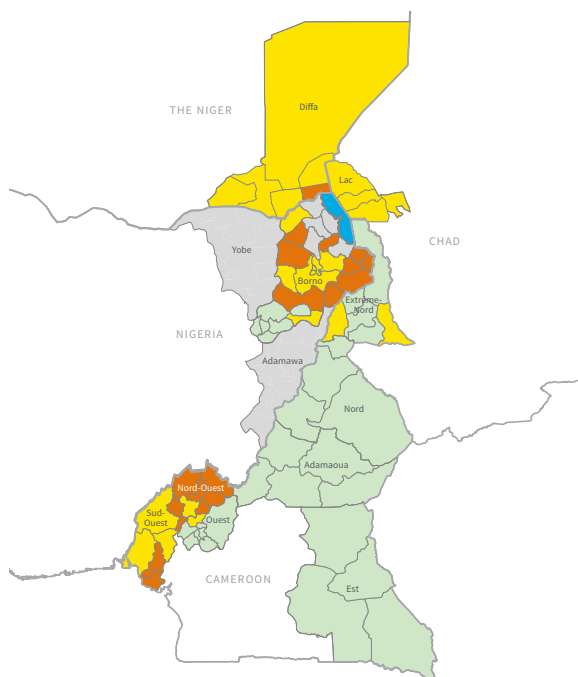 Diffa
THE NIGER
Lac
CHAD
Yobe
Borno
Extrême-
Nord
NIGERIA
Adamawa
Nord
Adamaoua
Nord-Ouest
Sud-
Ouest
Ouest
CAMEROON
Est